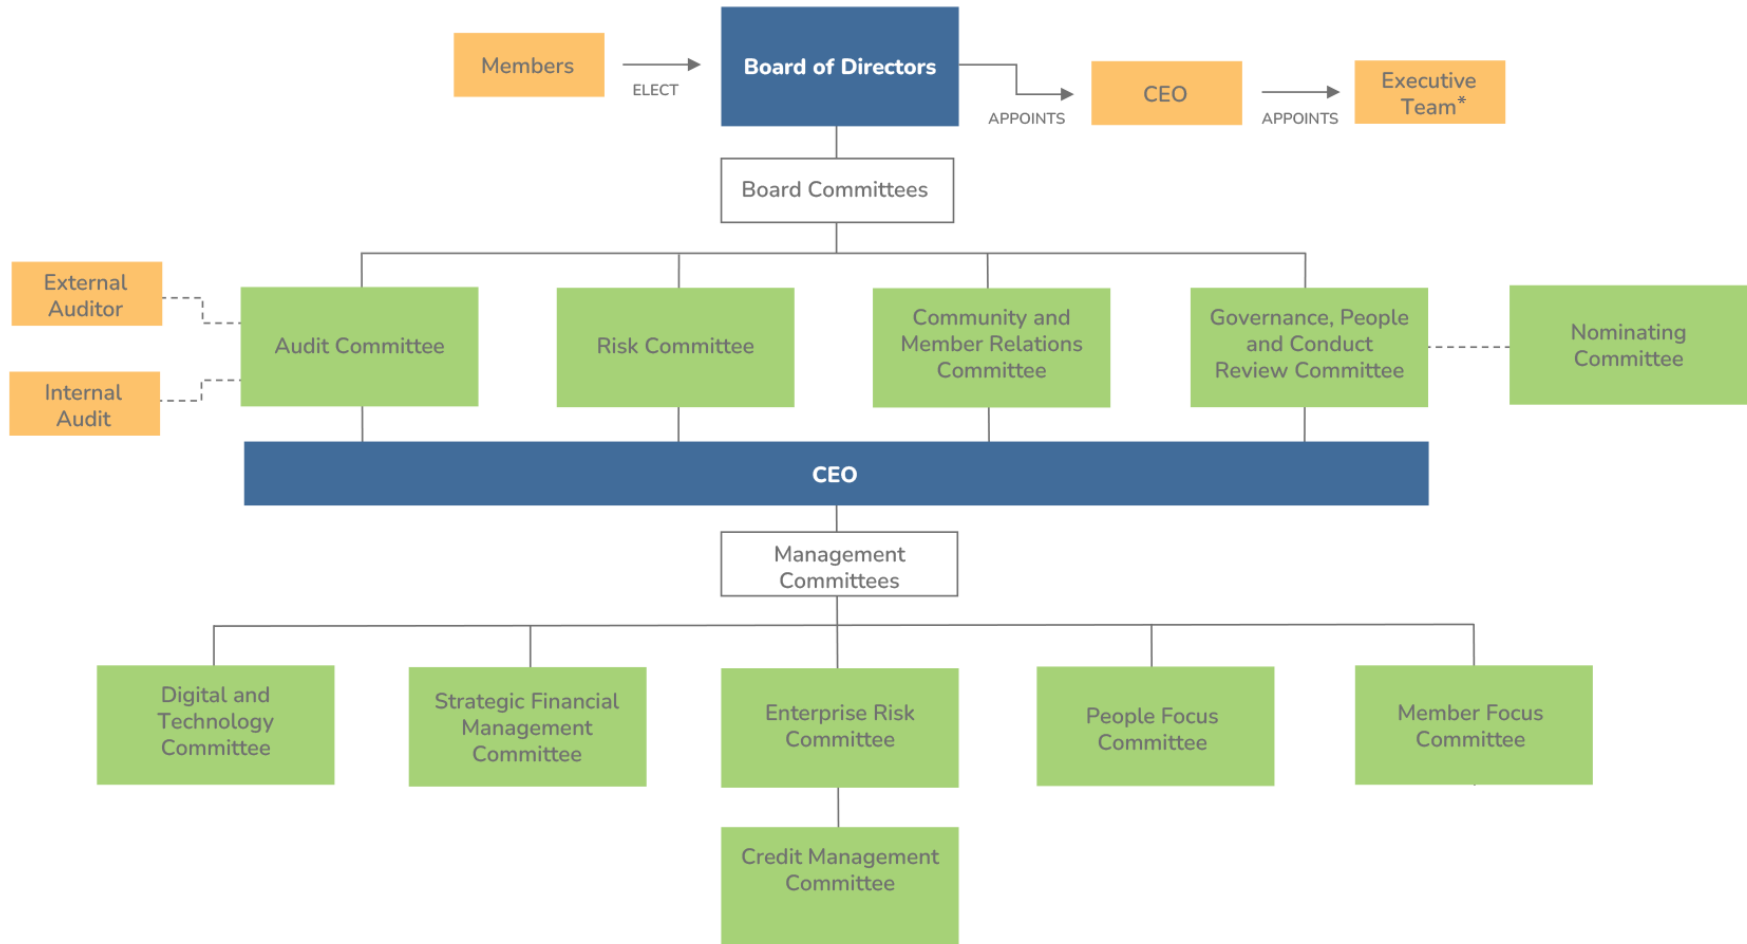 Members
ELECT
Board of Directors
APPOINTS
CEO
APPOINTS
Executive
Team*
Board Committees
External
Auditor
Internal
Audit
Audit Committee
Risk Committee
Community and
Member Relations
Committee
Governance, People
and Conduct
Review Committee
Nominating
Committee
CEO
Management
Committees
Digital and
Technology
Committee
Strategic Financial
Management
Committee
Enterprise Risk
Committee
People Focus
Committee
Member Focus
Committee
Credit Management
Committee